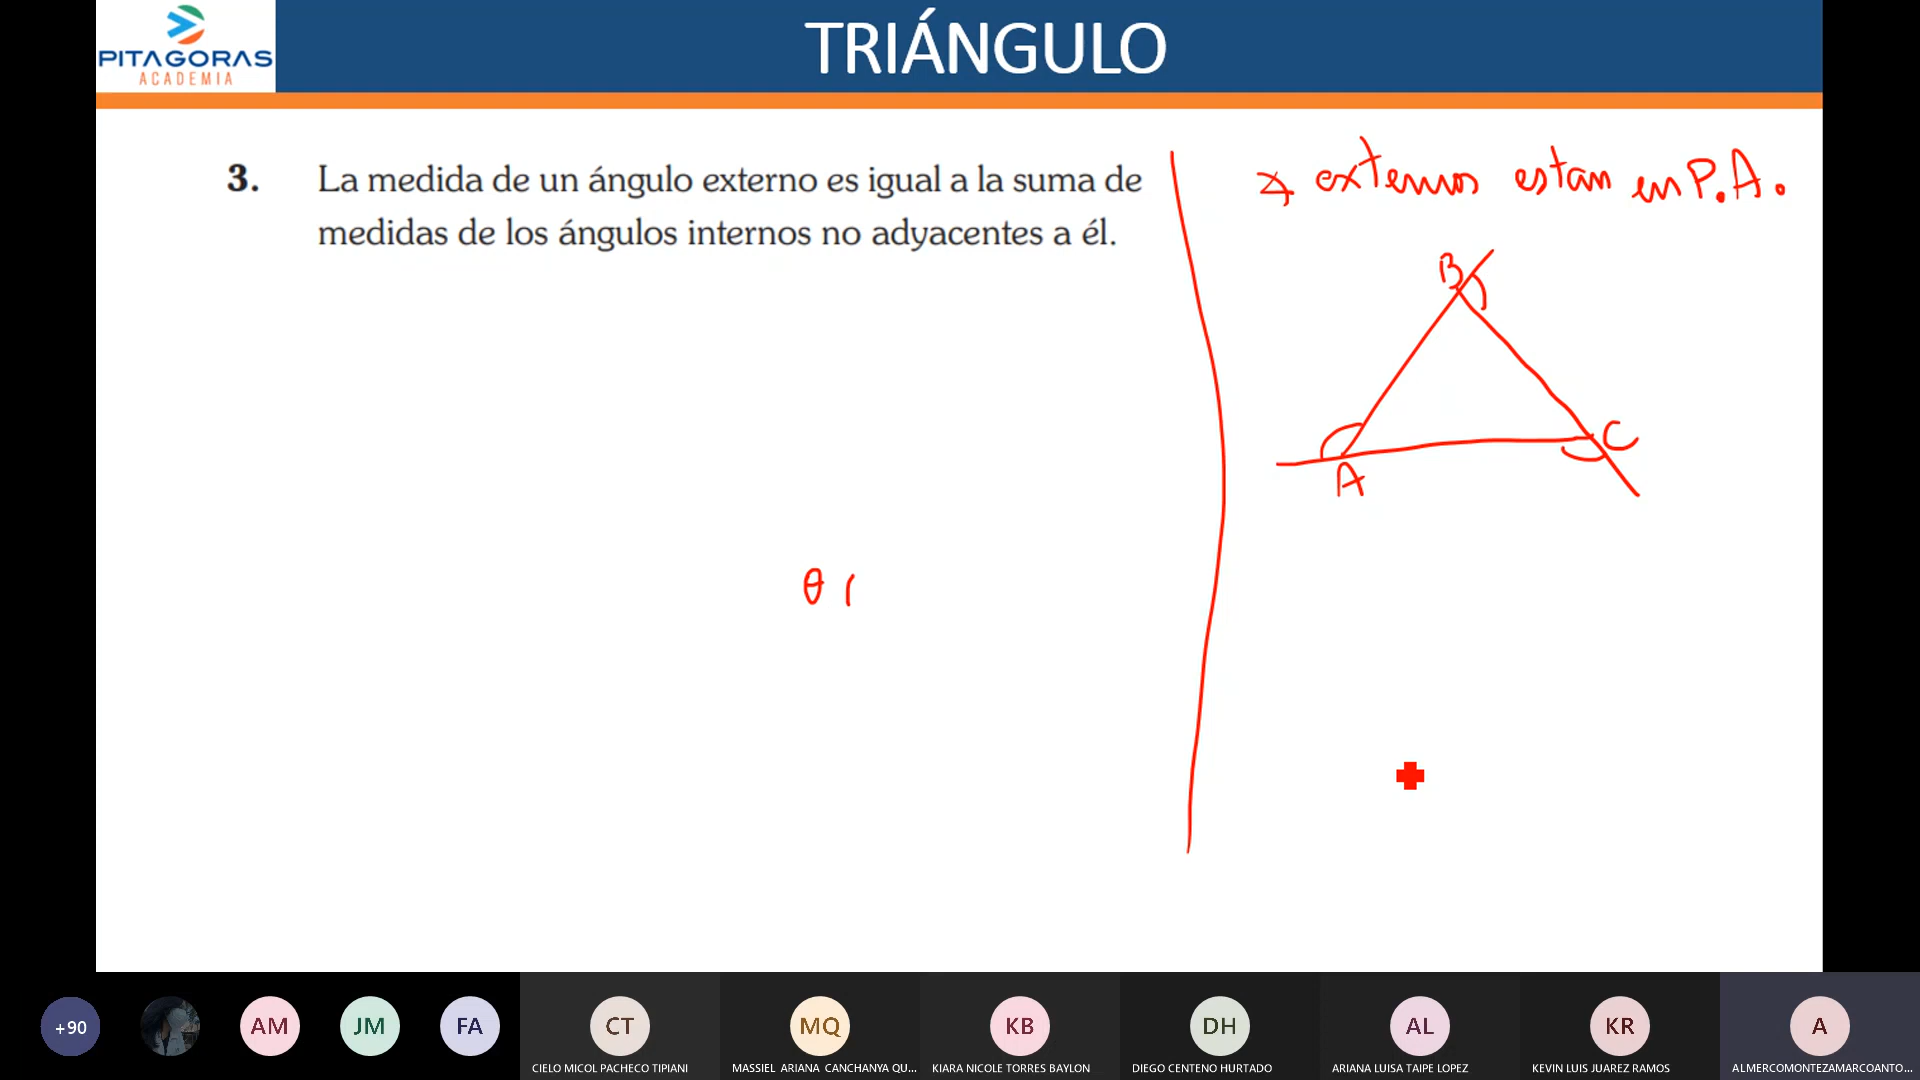 PITAGORAS
ACADEMIA
TRIÁNGULO
3. La medida de un ángulo externo es igual a la suma de
medidas de los ángulos internos no adyacentes a él.
∡ externos estan en P.A.
B
C
A
θ (
+90
AM
JM
FA
CT
MQ
KB
DH
AL
KR
A
CIELO MICOL PACHECO TIPIANI
MASSIEL ARIANA CANCHANYA QU...
KIARA NICOLE TORRES BAYLON
DIEGO CENTENO HURTADO
ARIANA LUISA TAIPE LOPEZ
KEVIN LUIS JUAREZ RAMOS
ALMERCOMONTEZAMARCOANTO...